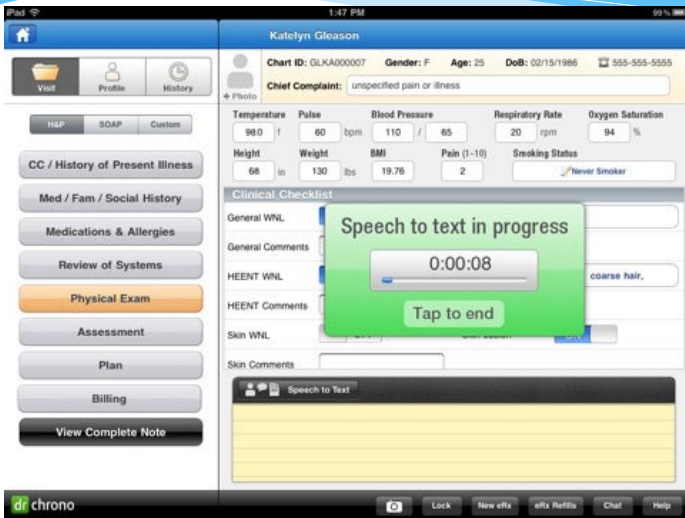 iPad 1:47 PM 99%
Katelyn Gleason
Visit Profile History
+ Photo
Chart ID: GLKA000007 Gender: F Age: 25 DoB: 02/15/1986 555-555-5555
Chief Complaint: unspecified pain or illness
H&P SOAP Custom
Temperature Pulse Blood Pressure Respiratory Rate Oxygen Saturation
98.0 f 60 bpm 110 / 65 20 rpm 94 %
Height Weight BMI Pain (1-10) Smoking Status
68 in 130 lbs 19.76 2 Never Smoker
CC / History of Present Illness
Med / Fam / Social History
Medications & Allergies
Review of Systems
Physical Exam
Assessment
Plan
Billing
View Complete Note
Clinical Checklist
General WNL
General Comments
HEENT WNL coarse hair,
HEENT Comments
Skin WNL
Skin Comments
Speech to text in progress
0:00:08
Tap to end
Speech to Text
dr chrono
Lock New eRx eRx Refills Chat Help